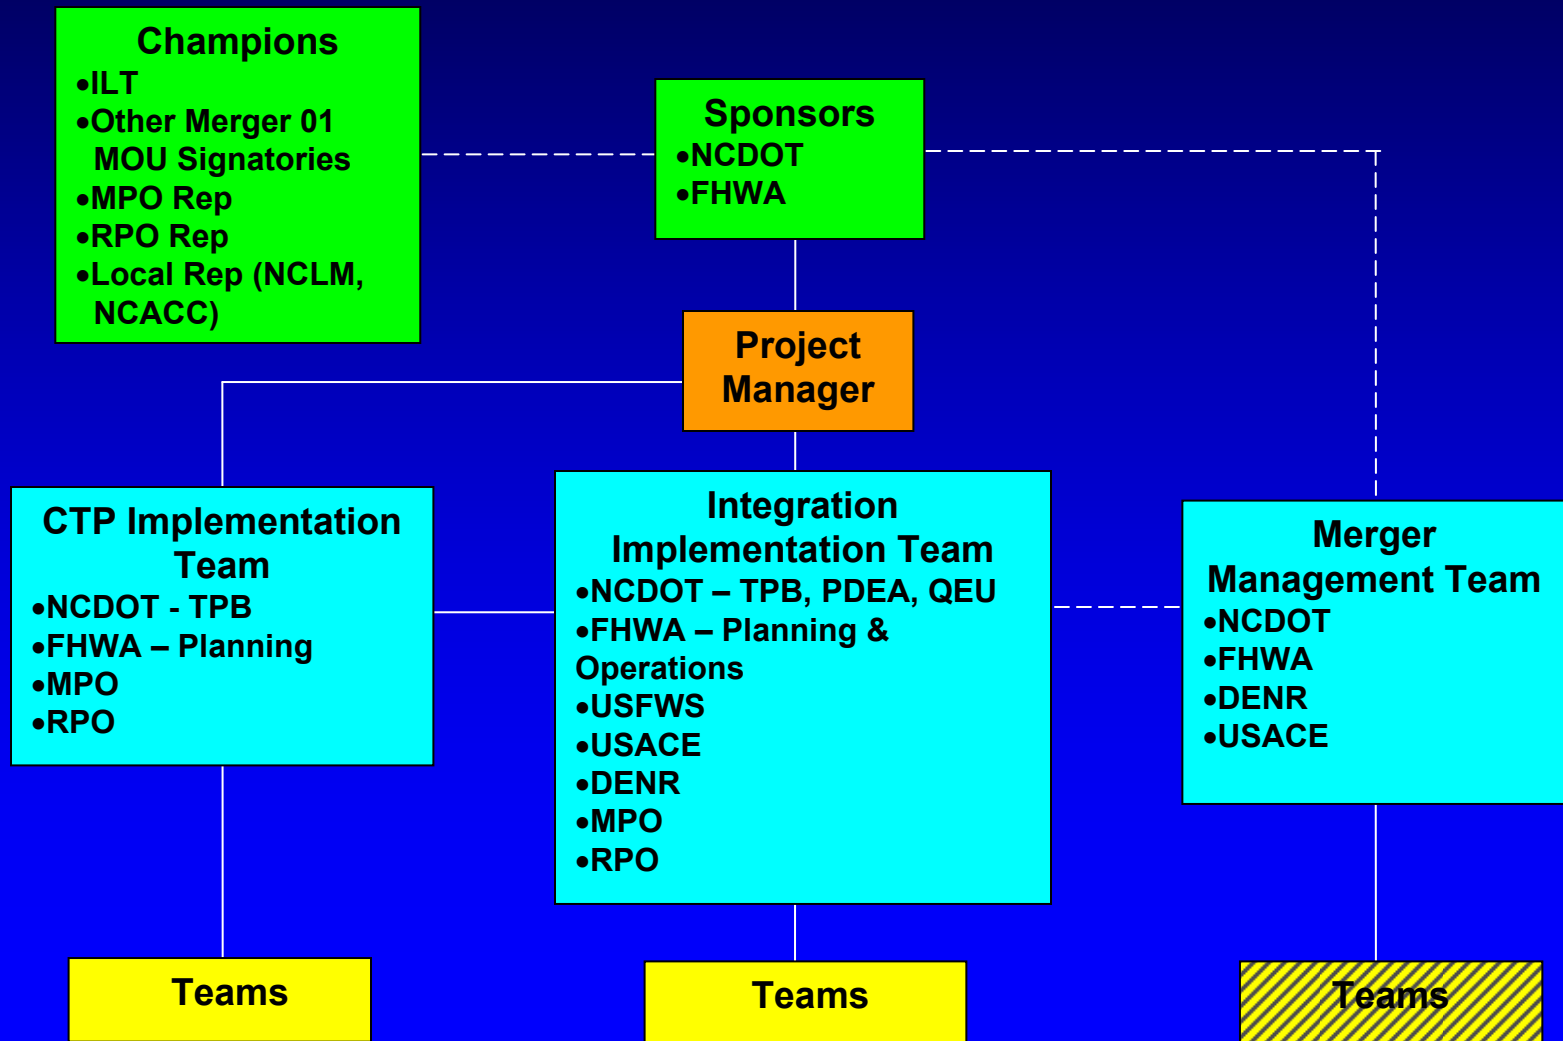 Champions
•ILT
•Other Merger 01
MOU Signatories
•MPO Rep
•RPO Rep
•Local Rep (NCLM,
NCACC)
Sponsors
•NCDOT
•FHWA
Project
Manager
CTP Implementation
Team
•NCDOT - TPB
•FHWA – Planning
•MPO
•RPO
Integration
Implementation Team
•NCDOT – TPB, PDEA, QEU
•FHWA – Planning &
Operations
•USFWS
•USACE
•DENR
•MPO
•RPO
Merger
Management Team
•NCDOT
•FHWA
•DENR
•USACE
Teams
Teams
Teams